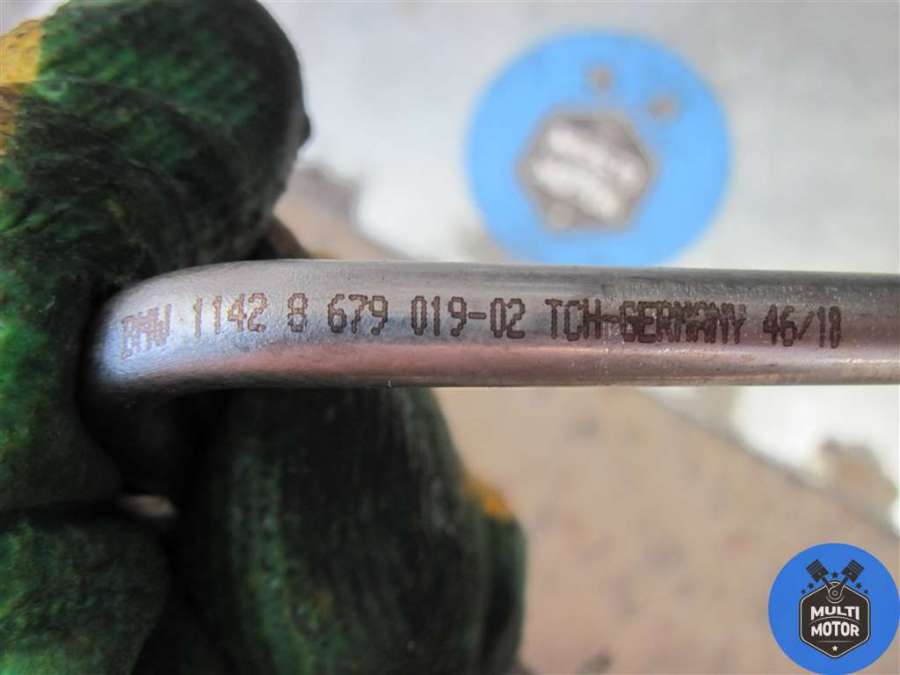 BMW 1142 8 679 019-02 TCH-GERMANY 46/18
MULTI
MOTOR